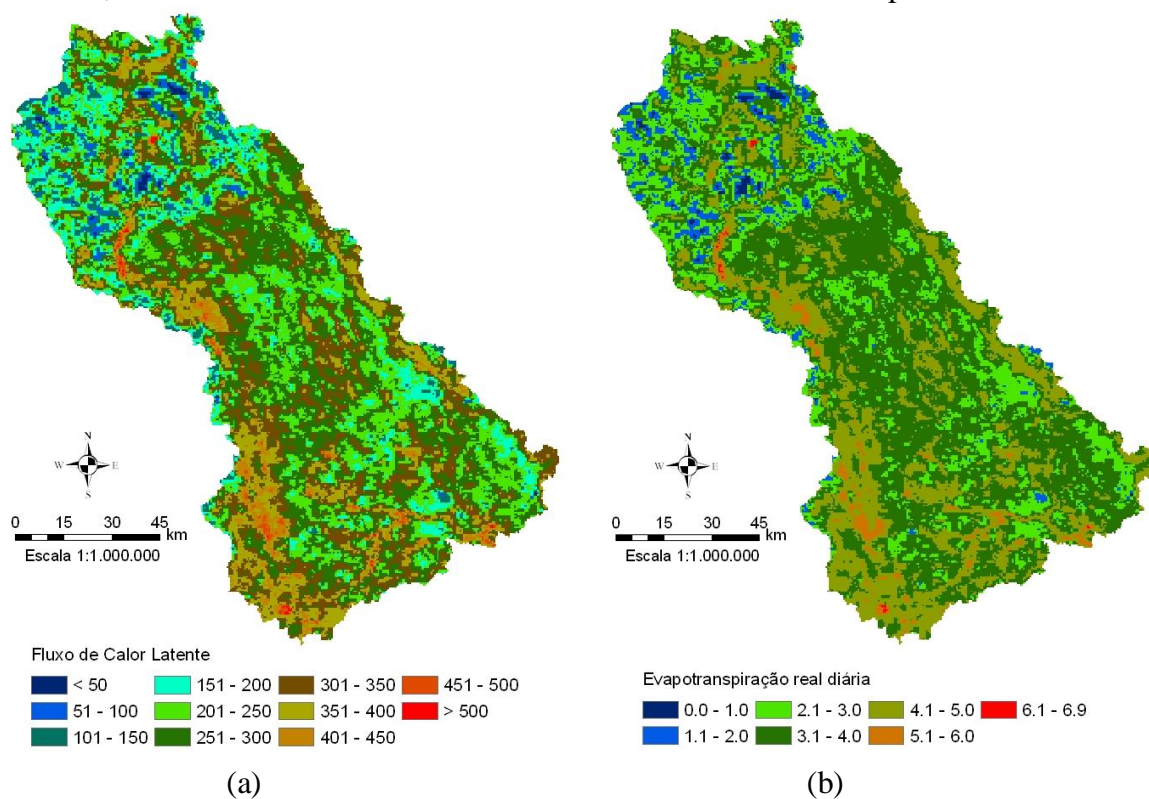 N
W E
S
0 15 30 45
km
Escala 1:1.000.000
N
W E
S
0 15 30 45
km
Escala 1:1.000.000
Fluxo de Calor Latente
< 50 151 - 200 301 - 350 451 - 500
51 - 100 201 - 250 351 - 400 > 500
101 - 150 251 - 300 401 - 450
Evapotranspiração real diária
0.0 - 1.0 2.1 - 3.0 4.1 - 5.0 6.1 - 6.9
1.1 - 2.0 3.1 - 4.0 5.1 - 6.0
(a) (b)